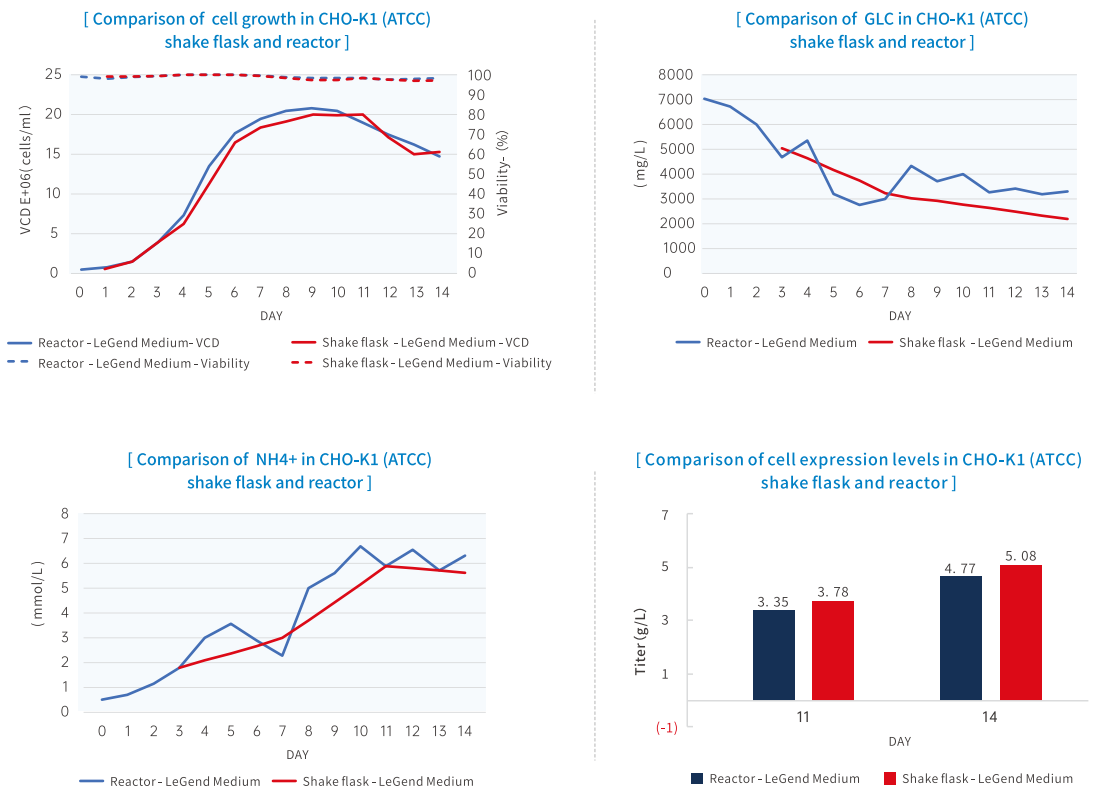 [ Comparison of cell growth in CHO-K1 (ATCC)
shake flask and reactor ]
25
20
15
10
5
0
VCD E+06( cells/ml )
100
90
80
70
60
50
40
30
20
10
0
Viability- (%)
0 1 2 3 4 5 6 7 8 9 10 11 12 13 14
DAY
Reactor - LeGend Medium - VCD
Shake flask - LeGend Medium - VCD
Reactor - LeGend Medium - Viability
Shake flask - LeGend Medium - Viability
[ Comparison of GLC in CHO-K1 (ATCC)
shake flask and reactor ]
8000
7000
6000
5000
4000
3000
2000
1000
0
( mg/L )
0 1 2 3 4 5 6 7 8 9 10 11 12 13 14
DAY
Reactor - LeGend Medium
Shake flask - LeGend Medium
[ Comparison of NH4+ in CHO-K1 (ATCC)
shake flask and reactor ]
8
7
6
5
4
3
2
1
0
( mmol/L )
0 1 2 3 4 5 6 7 8 9 10 11 12 13 14
DAY
Reactor - LeGend Medium
Shake flask - LeGend Medium
[ Comparison of cell expression levels in CHO-K1 (ATCC)
shake flask and reactor ]
7
5
3
1
(-1)
Titer (g/L)
3. 35
3. 78
4. 77
5. 08
11 14
DAY
Reactor - LeGend Medium
Shake flask - LeGend Medium